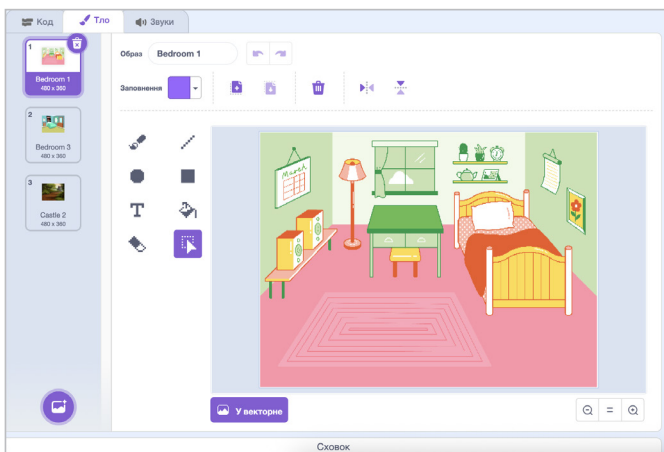 Код
Тло
Звуки
1
Bedroom 1
480 x 360
2
Bedroom 3
480 x 360
3
Castle 2
480 x 360
Образ
Bedroom 1
Заповнення
T
March
У векторне
=
Сховок